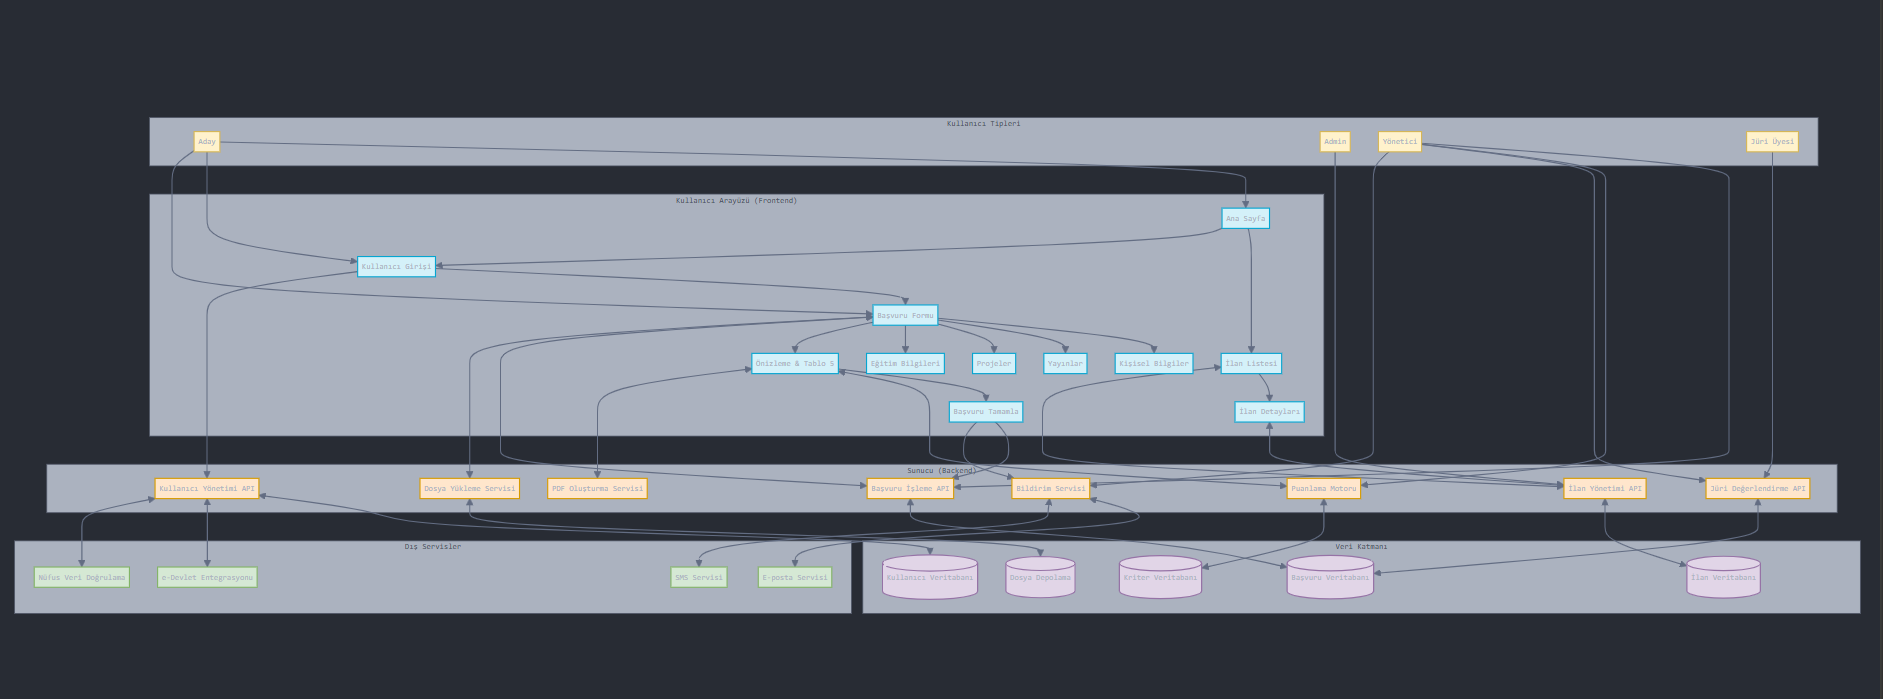 Kullanıcı Tipleri
Aday
Admin
Yönetici
Jüri Üyesi
Kullanıcı Arayüzü (Frontend)
Ana Sayfa
Kullanıcı Girişi
Başvuru Formu
Önizleme & Tablo 5
Eğitim Bilgileri
Projeler
Yayınlar
Kişisel Bilgiler
İlan Listesi
Başvuru Tamamla
İlan Detayları
Sunucu (Backend)
Kullanıcı Yönetimi API
Dosya Yükleme Servisi
PDF Oluşturma Servisi
Başvuru İşleme API
Bildirim Servisi
Puanlama Motoru
İlan Yönetimi API
Jüri Değerlendirme API
Dış Servisler
Veri Katmanı
Nüfus Veri Doğrulama
e-Devlet Entegrasyonu
SMS Servisi
E-posta Servisi
Kullanıcı Veritabanı
Dosya Depolama
Kriter Veritabanı
Başvuru Veritabanı
İlan Veritabanı